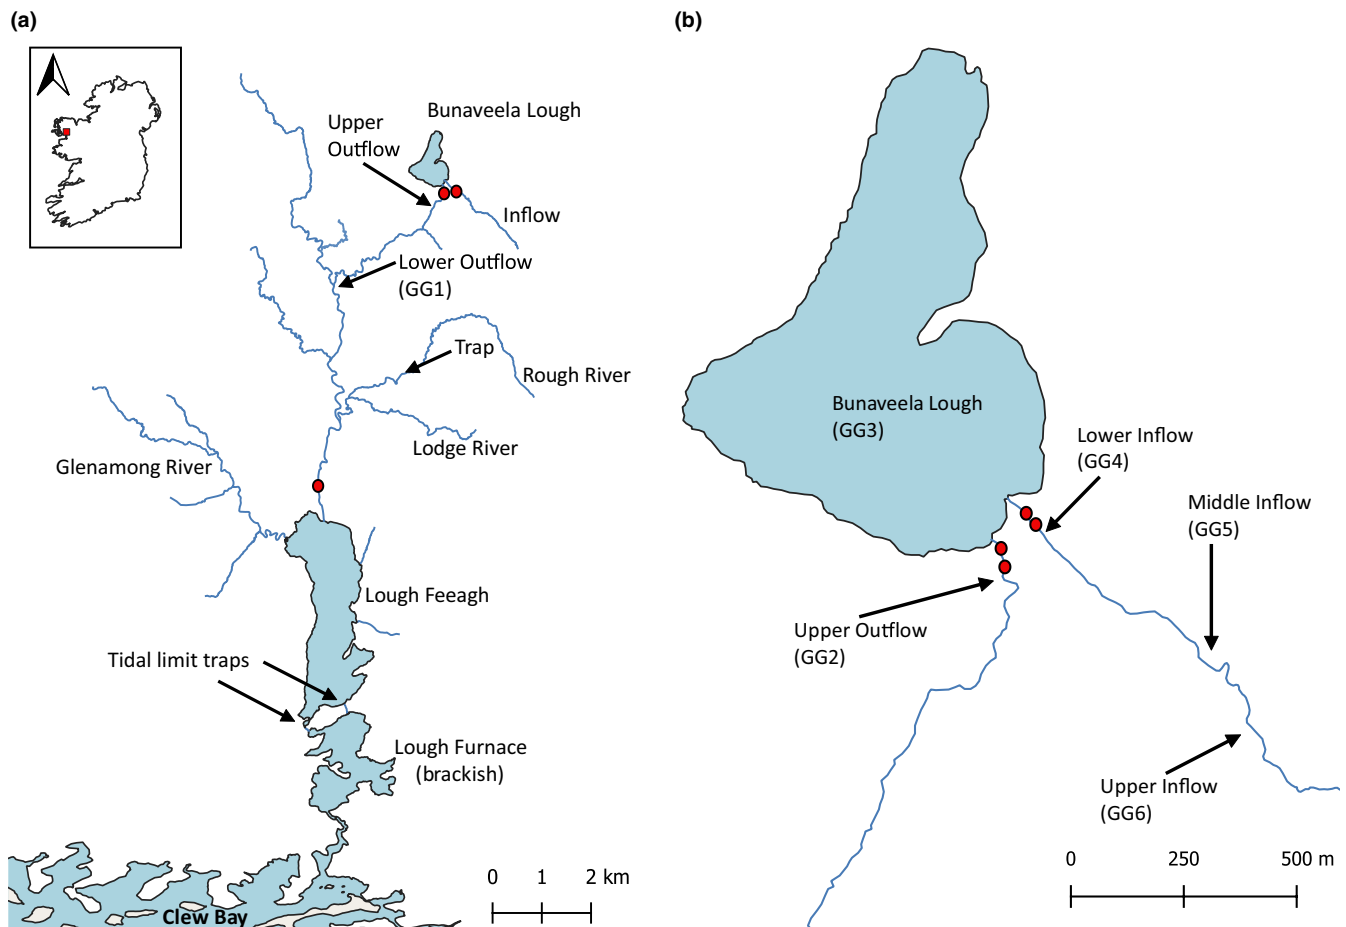 (a)
Bunaveela Lough
Upper
Outflow
Inflow
Lower Outflow
(GG1)
Trap
Rough River
Lodge River
Glenamong River
Lough Feeagh
Tidal limit traps
Lough Furnace
(brackish)
0 1 2 km
Clew Bay
(b)
Bunaveela Lough
(GG3)
Lower Inflow
(GG4)
Middle Inflow
(GG5)
Upper Outflow
(GG2)
Upper Inflow
(GG6)
0 250 500 m